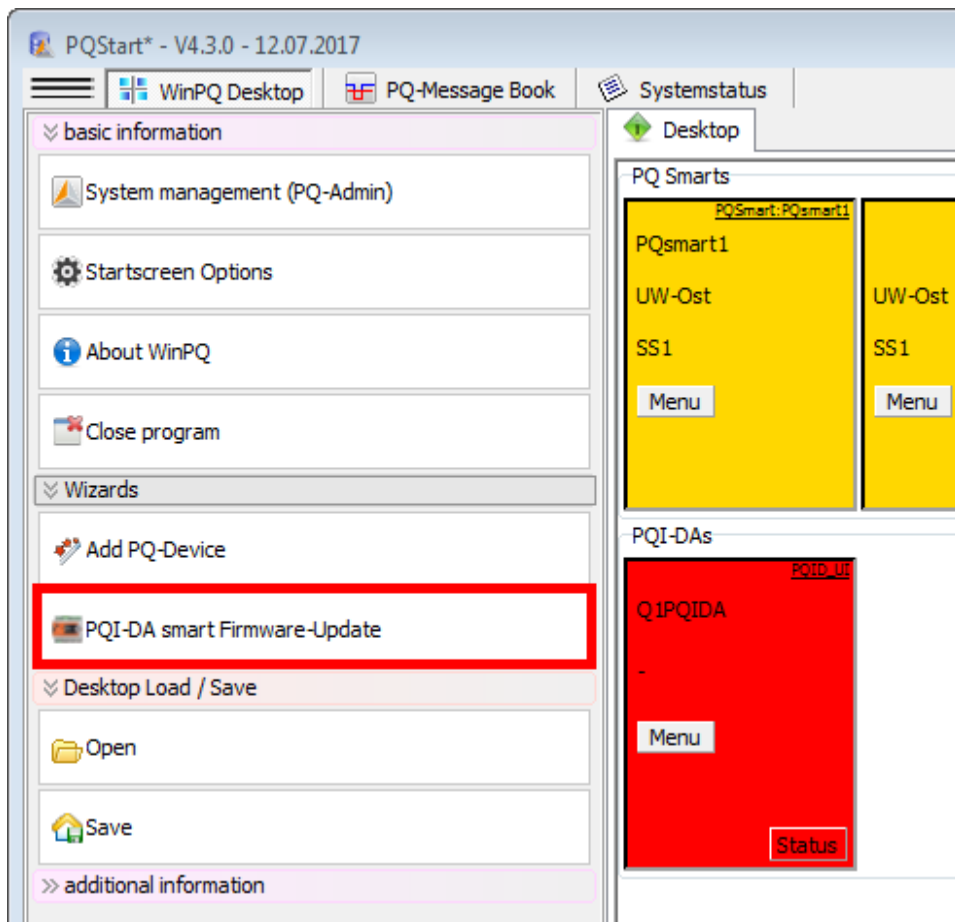 PQStart* - V4.3.0 - 12.07.2017
WinPQ Desktop
PQ-Message Book
Systemstatus
basic information
System management (PQ-Admin)
Startscreen Options
About WinPQ
Close program
Wizards
Add PQ-Device
PQI-DA smart Firmware-Update
Desktop Load / Save
Open
Save
additional information
Desktop
PQ Smarts
PQSmart:PQsmart1
PQsmart1
UW-Ost
SS1
Menu
UW-Ost
SS1
Menu
PQI-DAs
PQID_UI
Q1PQIDA
-
Menu
Status